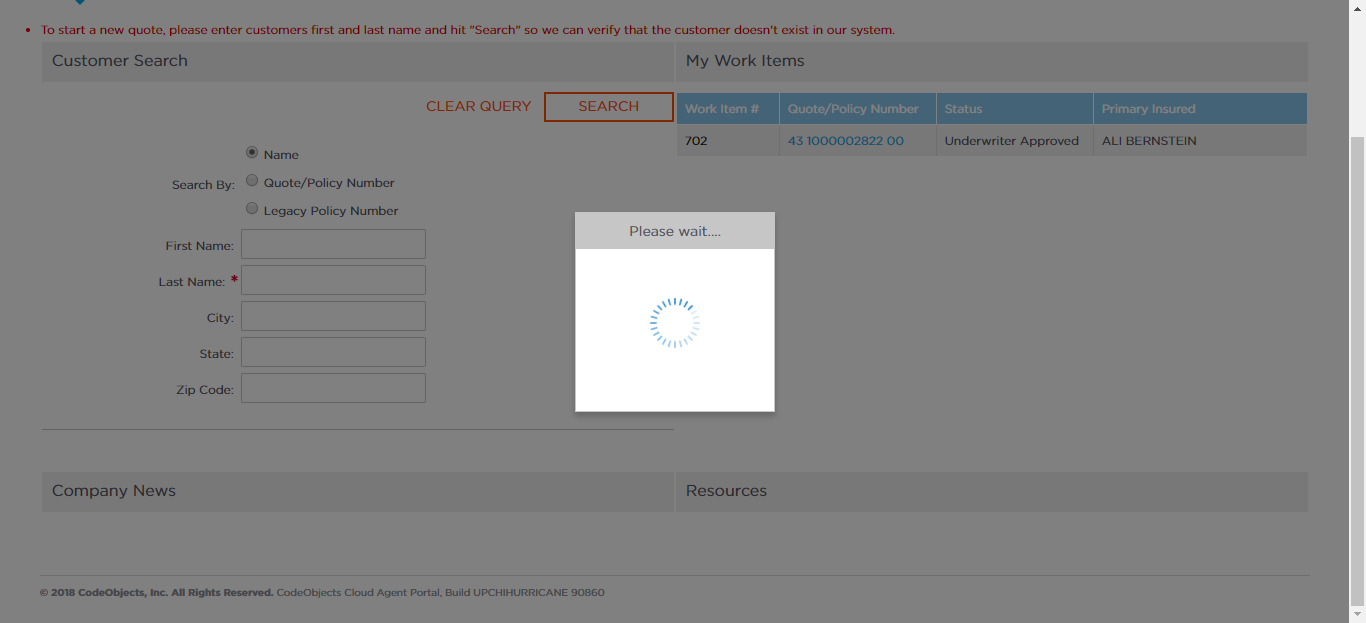 To start a new quote, please enter customers first and last name and hit "Search" so we can verify that the customer doesn't exist in our system.
Customer Search
CLEAR QUERY SEARCH
Name
Search By: Quote/Policy Number
Legacy Policy Number
First Name:
Last Name: *
City:
State:
Zip Code:
My Work Items
Work Item # Quote/Policy Number Status Primary Insured
702 43 1000002822 00 Underwriter Approved ALI BERNSTEIN
Please wait....
Company News
Resources
© 2018 CodeObjects, Inc. All Rights Reserved. CodeObjects Cloud Agent Portal, Build UPCHIHURRICANE 90860